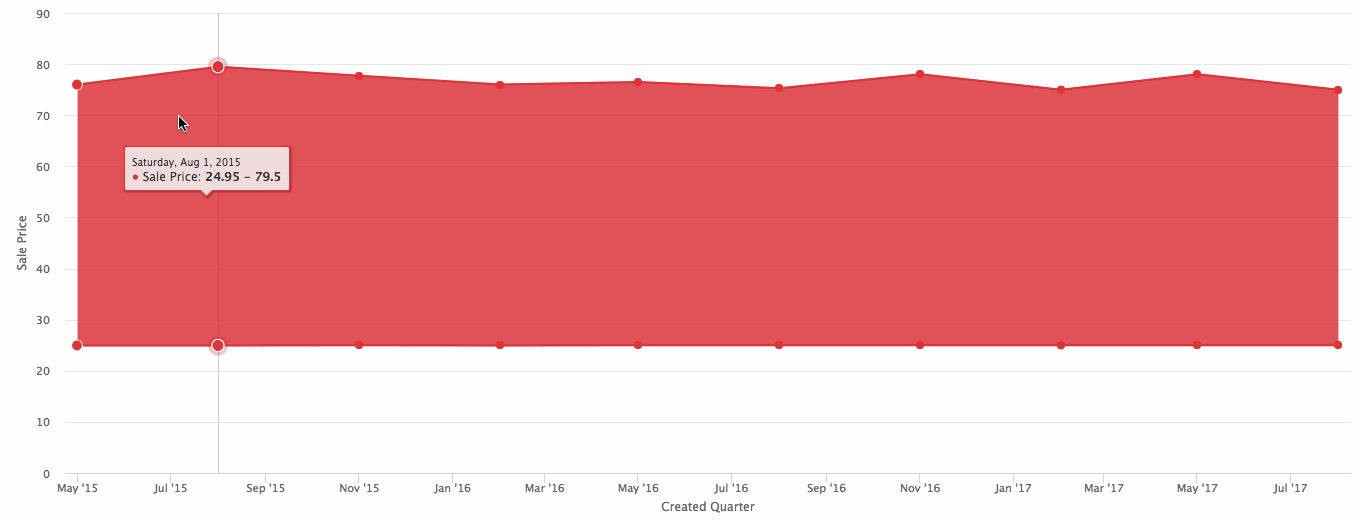 90
80
70
60
50
40
30
20
10
0
Sale Price
Saturday, Aug 1, 2015
● Sale Price: 24.95 – 79.5
May '15 Jul '15 Sep '15 Nov '15 Jan '16 Mar '16 May '16 Jul '16 Sep '16 Nov '16 Jan '17 Mar '17 May '17 Jul '17
Created Quarter